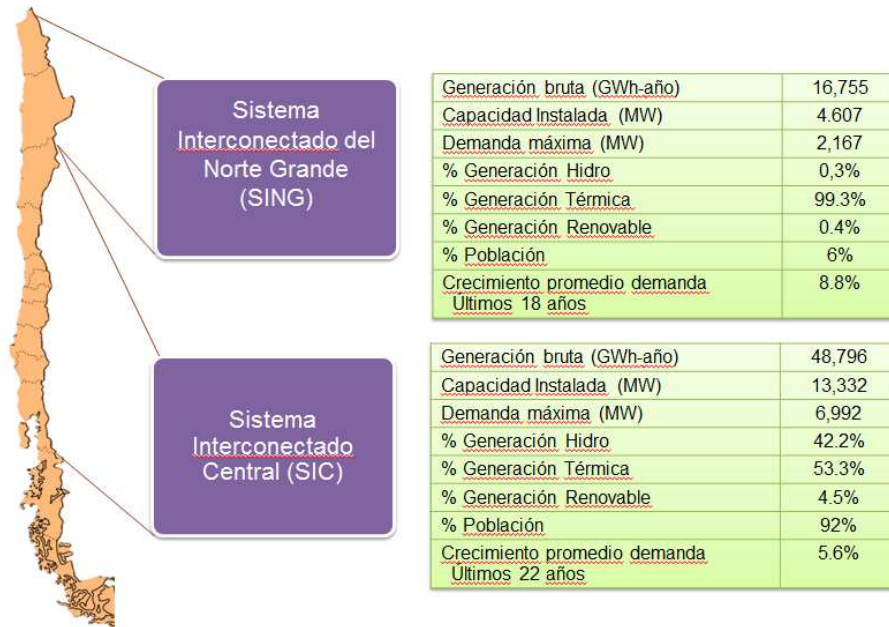 Sistema
Interconectado del
Norte Grande
(SING)
Generación bruta (GWh-año) 16,755
Capacidad Instalada (MW) 4.607
Demanda máxima (MW) 2,167
% Generación Hidro 0,3%
% Generación Térmica 99.3%
% Generación Renovable 0.4%
% Población 6%
Crecimiento promedio demanda 8.8%
Últimos 18 años
Sistema
Interconectado
Central (SIC)
Generación bruta (GWh-año) 48,796
Capacidad Instalada (MW) 13,332
Demanda máxima (MW) 6,992
% Generación Hidro 42.2%
% Generación Térmica 53.3%
% Generación Renovable 4.5%
% Población 92%
Crecimiento promedio demanda 5.6%
Últimos 22 años